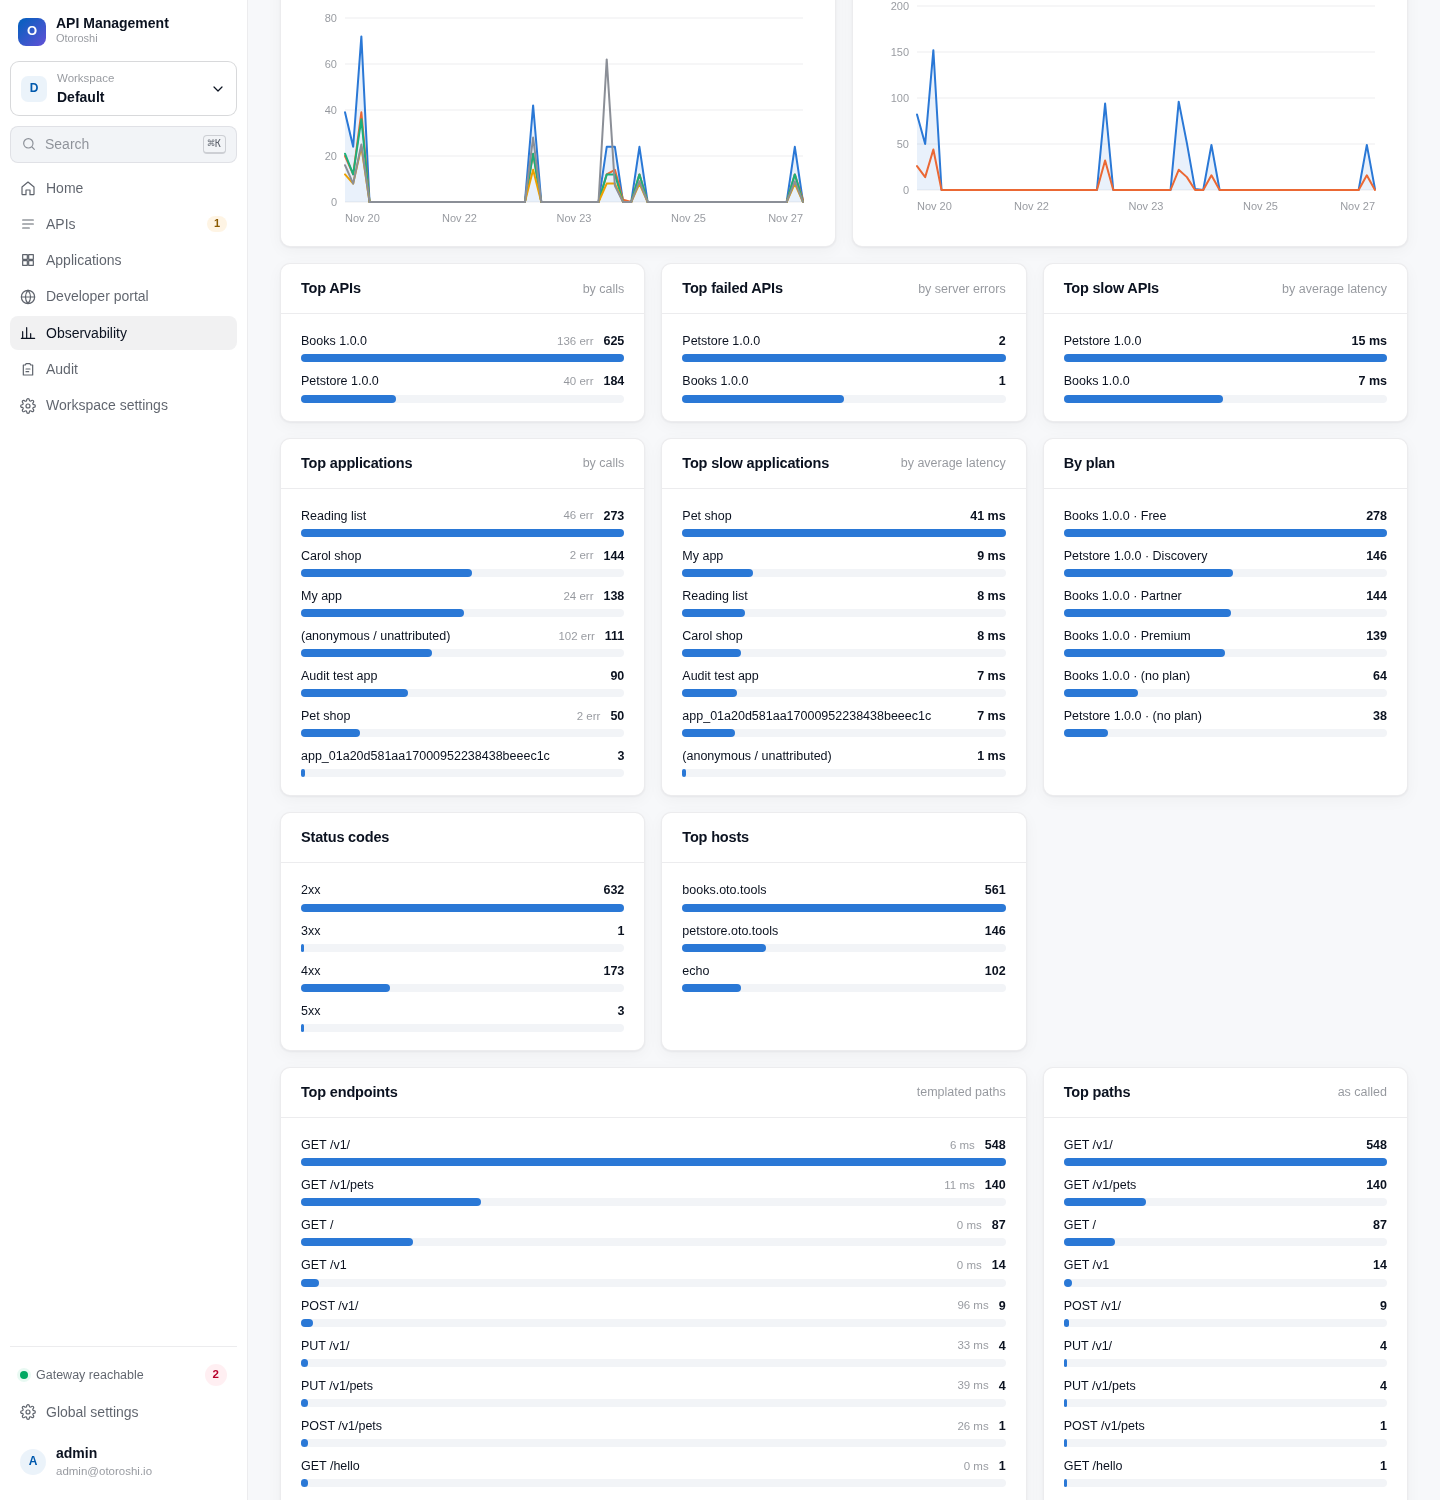 O
API Management
Otoroshi
D
Workspace
Default
Search
⌘K
Home
APIs
1
Applications
Developer portal
Observability
Audit
Workspace settings
Gateway reachable
2
Global settings
A
admin
admin@otoroshi.io
80
60
40
20
0
Nov 20 Nov 22 Nov 23 Nov 25 Nov 27
200
150
100
50
0
Nov 20 Nov 22 Nov 23 Nov 25 Nov 27
Top APIs by calls
Books 1.0.0 136 err 625
Petstore 1.0.0 40 err 184
Top failed APIs by server errors
Petstore 1.0.0 2
Books 1.0.0 1
Top slow APIs by average latency
Petstore 1.0.0 15 ms
Books 1.0.0 7 ms
Top applications by calls
Reading list 46 err 273
Carol shop 2 err 144
My app 24 err 138
(anonymous / unattributed) 102 err 111
Audit test app 90
Pet shop 2 err 50
app_01a20d581aa17000952238438beeec1c 3
Top slow applications by average latency
Pet shop 41 ms
My app 9 ms
Reading list 8 ms
Carol shop 8 ms
Audit test app 7 ms
app_01a20d581aa17000952238438beeec1c 7 ms
(anonymous / unattributed) 1 ms
By plan
Books 1.0.0 · Free 278
Petstore 1.0.0 · Discovery 146
Books 1.0.0 · Partner 144
Books 1.0.0 · Premium 139
Books 1.0.0 · (no plan) 64
Petstore 1.0.0 · (no plan) 38
Status codes
2xx 632
3xx 1
4xx 173
5xx 3
Top hosts
books.oto.tools 561
petstore.oto.tools 146
echo 102
Top endpoints templated paths
GET /v1/ 6 ms 548
GET /v1/pets 11 ms 140
GET / 0 ms 87
GET /v1 0 ms 14
POST /v1/ 96 ms 9
PUT /v1/ 33 ms 4
PUT /v1/pets 39 ms 4
POST /v1/pets 26 ms 1
GET /hello 0 ms 1
Top paths as called
GET /v1/ 548
GET /v1/pets 140
GET / 87
GET /v1 14
POST /v1/ 9
PUT /v1/ 4
PUT /v1/pets 4
POST /v1/pets 1
GET /hello 1